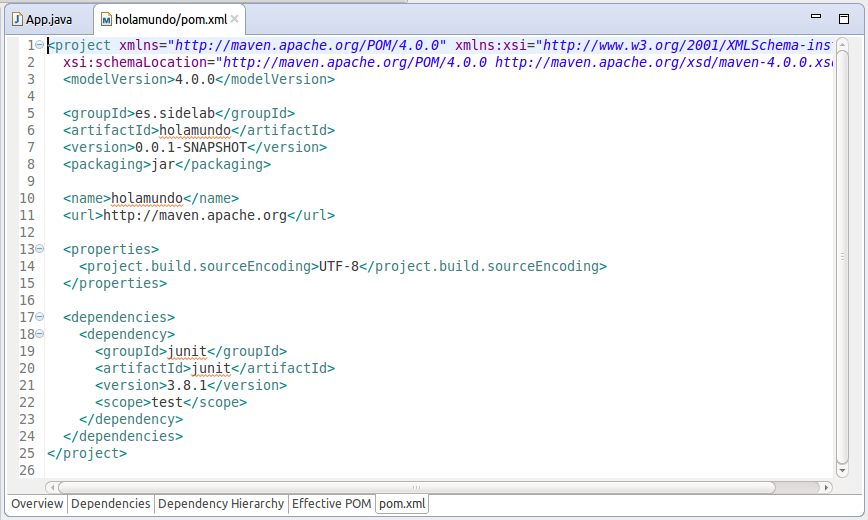 App.java holamundo/pom.xml
1 <project xmlns="http://maven.apache.org/POM/4.0.0" xmlns:xsi="http://www.w3.org/2001/XMLSchema-ins
2 xsi:schemaLocation="http://maven.apache.org/POM/4.0.0 http://maven.apache.org/xsd/maven-4.0.0.xsd
3 <modelVersion>4.0.0</modelVersion>
4
5 <groupId>es.sidelab</groupId>
6 <artifactId>holamundo</artifactId>
7 <version>0.0.1-SNAPSHOT</version>
8 <packaging>jar</packaging>
9
10 <name>holamundo</name>
11 <url>http://maven.apache.org</url>
12
13 <properties>
14 <project.build.sourceEncoding>UTF-8</project.build.sourceEncoding>
15 </properties>
16
17 <dependencies>
18 <dependency>
19 <groupId>junit</groupId>
20 <artifactId>junit</artifactId>
21 <version>3.8.1</version>
22 <scope>test</scope>
23 </dependency>
24 </dependencies>
25 </project>
26
Overview Dependencies Dependency Hierarchy Effective POM pom.xml